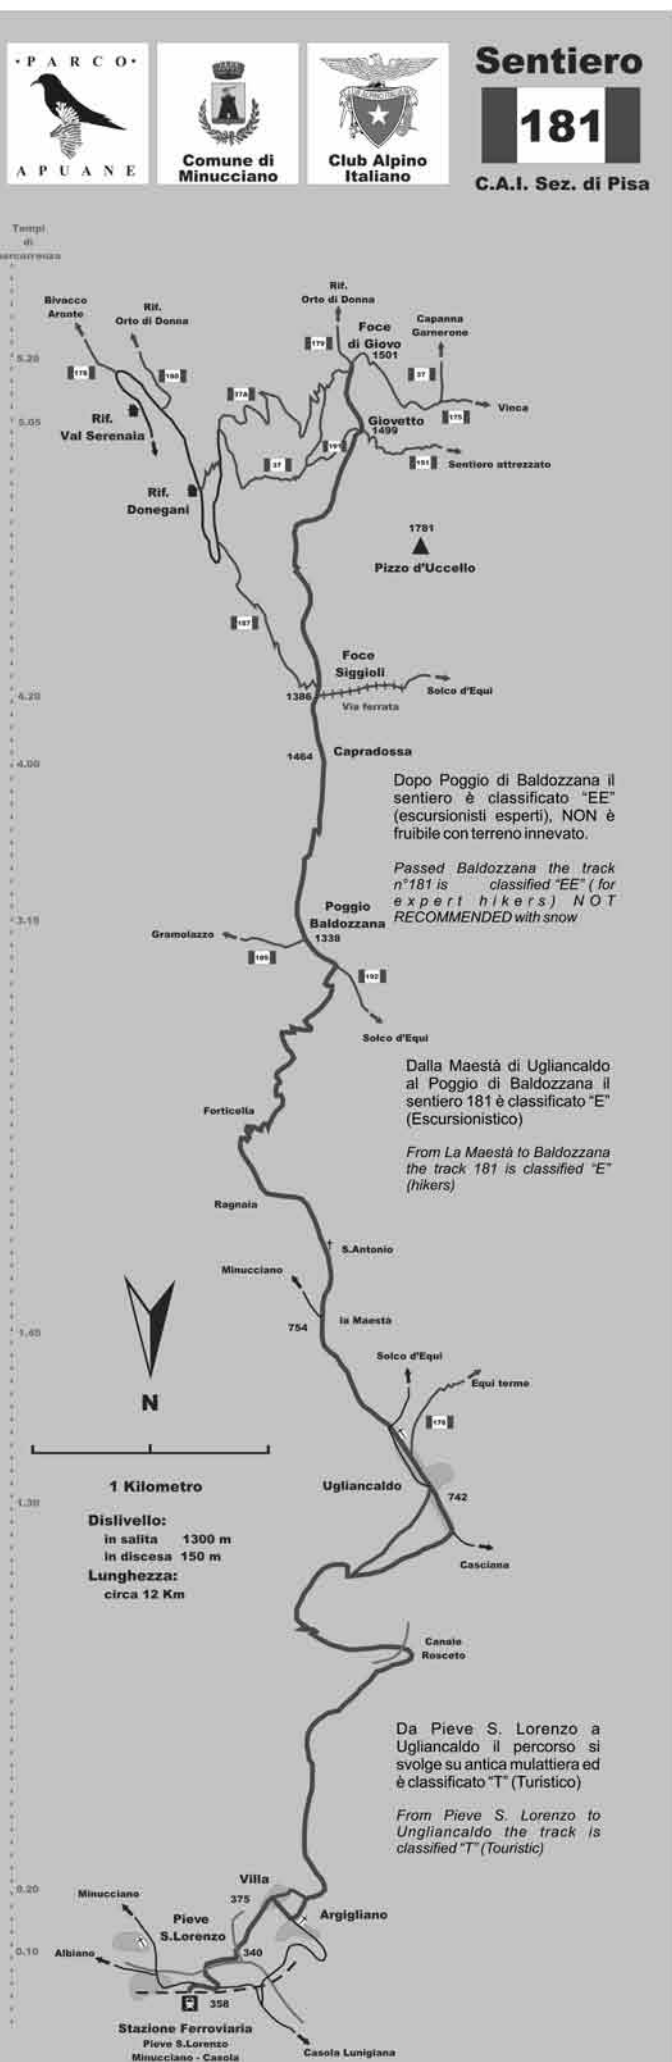 • P A R C O •
A P U A N E
Comune di
Minucciano
Club Alpino
Italiano
Sentiero
181
C.A.I. Sez. di Pisa
Tempi
di
Rif.
Orto di Donna
Bivacco
Aronte
Rif.
Orto di Donna
Foce
di Giovo
1501
Capanna
Garnerone
179
5.20
37
175
Vinca
5.05
Rif.
Val Serenaia
Giovetto
1499
37
191
Sentiero attrezzato
Rif.
Donegani
1781
Pizzo d'Uccello
187
Foce
Siggioli
4.20
1386
Via ferrata
Solco d'Equi
4.00
1464
Capradossa
Dopo Poggio di Baldozzana il
sentiero è classificato "EE"
(escursionisti esperti), NON è
fruibile con terreno innevato.
Passed Baldozzana the track
n°181 is classified "EE" ( for
expert hikers) NOT
RECOMMENDED with snow
3.15
Poggio
Baldozzana
1338
Gramolazzo
192
Solco d'Equi
Dalla Maestà di Ugliancaldo
al Poggio di Baldozzana il
sentiero 181 è classificato "E"
(Escursionistico)
From La Maestà to Baldozzana
the track 181 is classified "E"
(hikers)
Forticella
Ragnaia
S.Antonio
Minucciano
la Maestà
754
1.45
Solco d'Equi
Equi terme
N
1 Kilometro
Ugliancaldo
742
1.30
Casciana
Dislivello:
in salita 1300 m
in discesa 150 m
Lunghezza:
circa 12 Km
Canale
Rosceto
Da Pieve S. Lorenzo a
Ugliancaldo il percorso si
svolge su antica mulattiera ed
è classificato "T" (Turistico)
From Pieve S. Lorenzo to
Ungliancaldo the track is
classified "T" (Touristic)
0.20
Villa
375
Minucciano
Pieve
S.Lorenzo
Argigliano
0.10
Albiano
340
358
Stazione Ferroviaria
Pieve S.Lorenzo
Minucciano - Casola
Casola Lunigiana